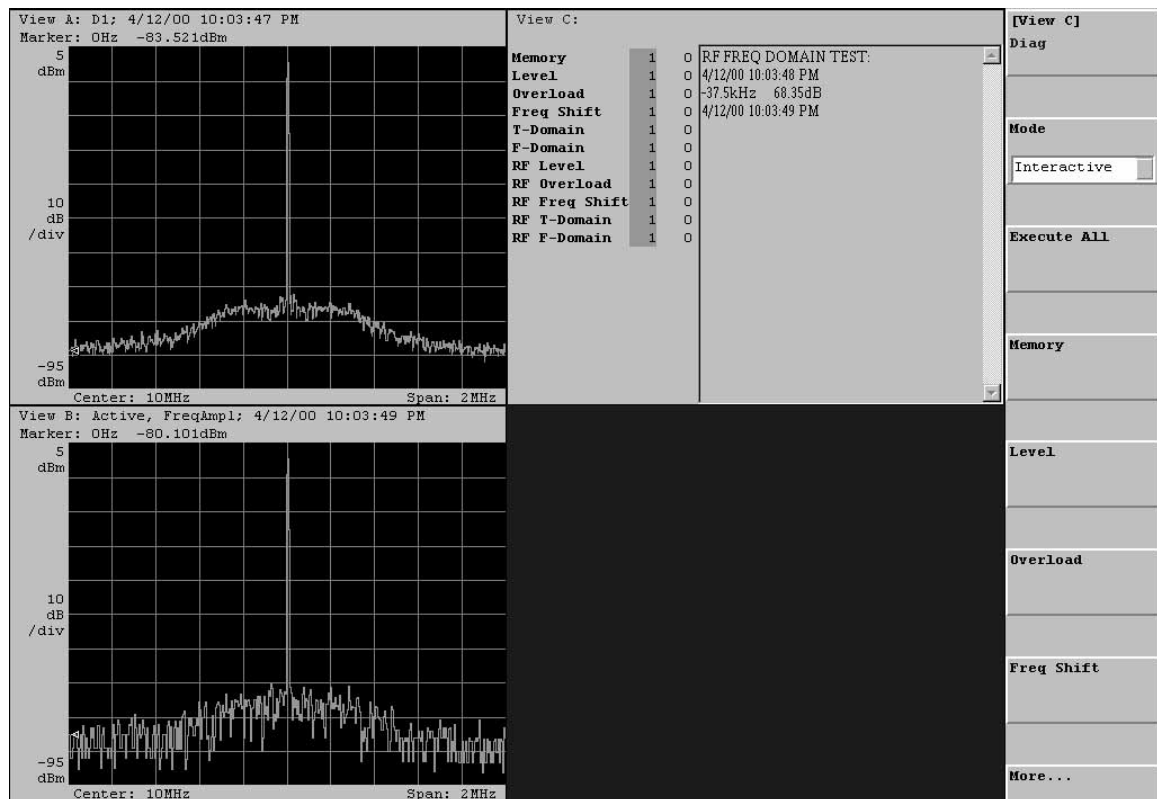 View A: D1; 4/12/00 10:03:47 PM
Marker: 0Hz -83.521dBm
5
dBm
10
dB
/div
-95
dBm
Center: 10MHz Span: 2MHz
View B: Active, FreqAmpl; 4/12/00 10:03:49 PM
Marker: 0Hz -80.101dBm
5
dBm
10
dB
/div
-95
dBm
Center: 10MHz Span: 2MHz
View C:
Memory 1 0
Level 1 0
Overload 1 0
Freq Shift 1 0
T-Domain 1 0
F-Domain 1 0
RF Level 1 0
RF Overload 1 0
RF Freq Shift 1 0
RF T-Domain 1 0
RF F-Domain 1 0
RF FREQ DOMAIN TEST:
4/12/00 10:03:48 PM
-37.5kHz 68.35dB
4/12/00 10:03:49 PM
[View C]
Diag
Mode
Interactive
Execute All
Memory
Level
Overload
Freq Shift
More...